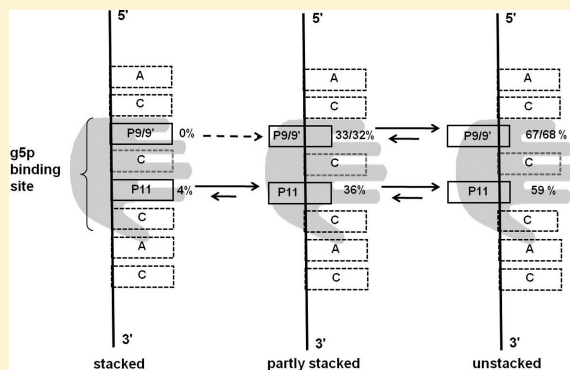 5' 5' 5'
A A A
C C C
P9/9' 0% P9/9' 33/32% P9/9' 67/68 %
g5p
binding
site
C C C
P11 4% P11 36% P11 59 %
C C C
A A A
C C C
3' 3' 3'
stacked partly stacked unstacked